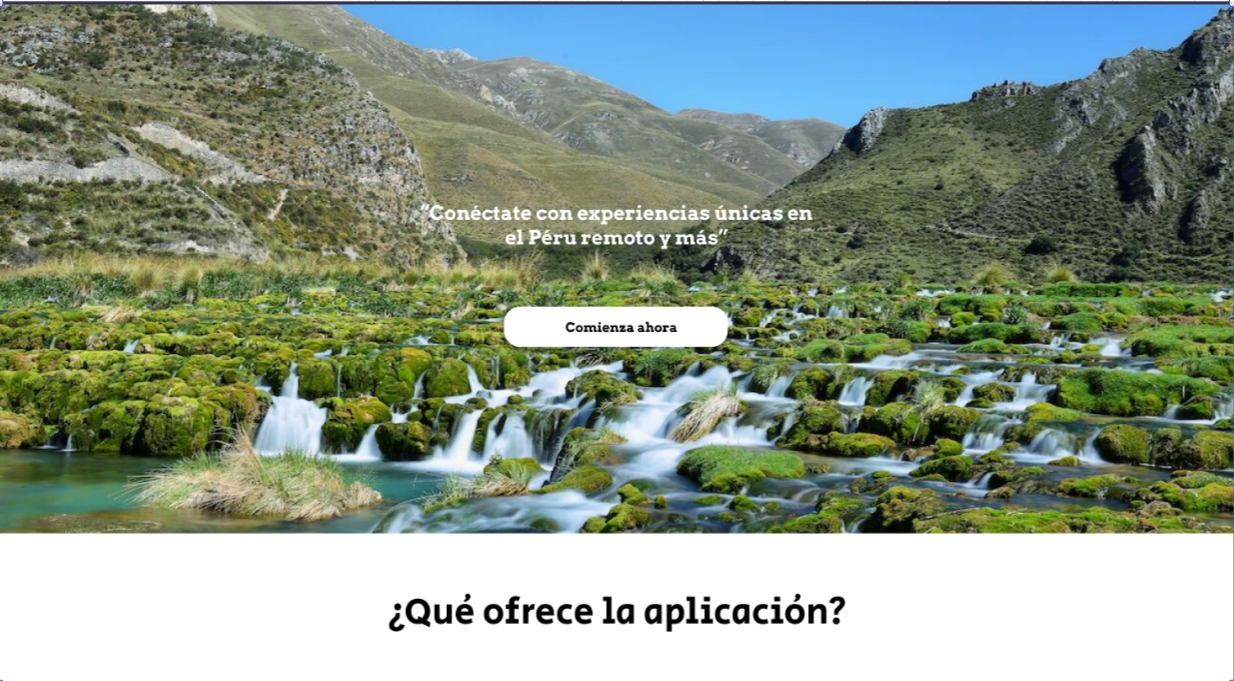 “Conéctate con experiencias únicas en
el Péru remoto y más”
Comienza ahora
¿Qué ofrece la aplicación?